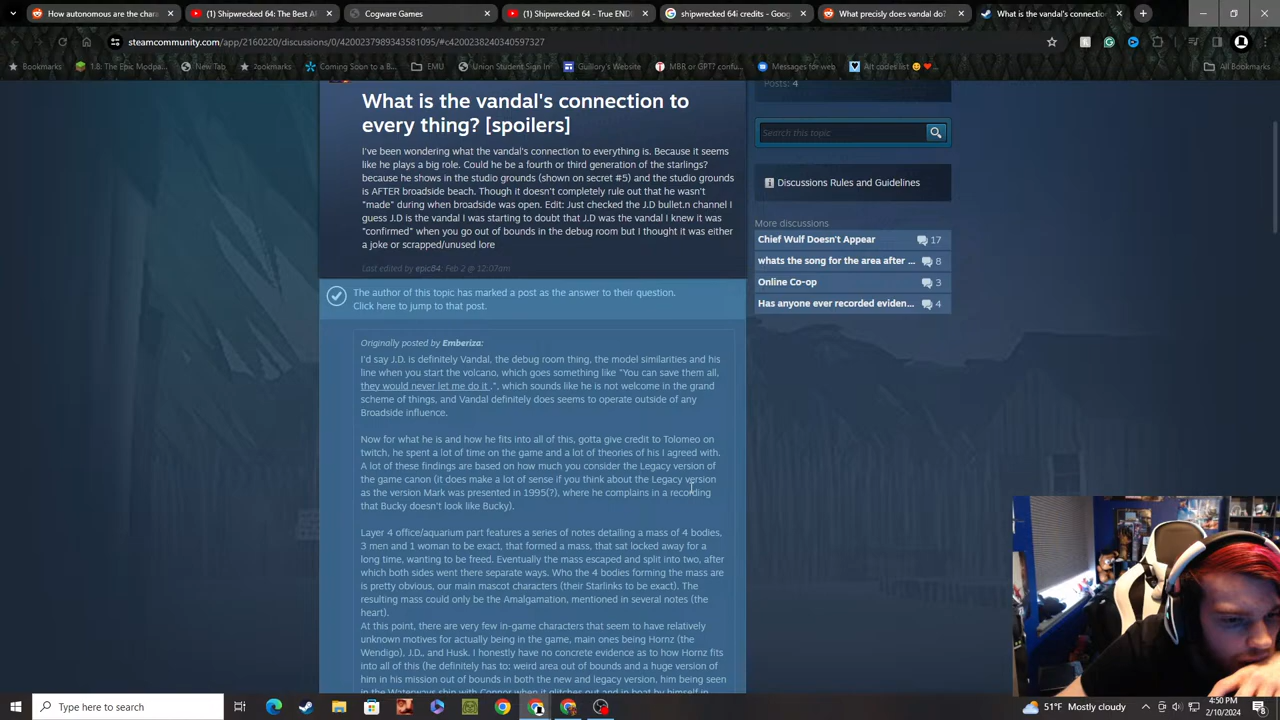 How autonomous are the chara
(1) Shipwrecked 64: The Best A
Cogware Games
(1) Shipwrecked 64 - True END
shipwrecked 64i credits - Goog
What precisly does vandal do?
What is the vandal's connectio
steamcommunity.com/app/2160220/discussions/0/4200237989343581095/#c4200238240340597327
Bookmarks
1.8: The Epic Modpa...
New Tab
2ookmarks
Coming Soon to a B...
EMU
Union Student Sign In
Guillory's Website
MBR or GPT? confu...
Messages for web
Alt codes list
All Bookmarks
What is the vandal's connection to
every thing? [spoilers]
I've been wondering what the vandal's connection to everything is. Because it seems
like he plays a big role. Could he be a fourth or third generation of the starlings?
because he shows in the studio grounds (shown on secret #5) and the studio grounds
is AFTER broadside beach. Though it doesn't completely rule out that he wasn't
"made" during when broadside was open. Edit: Just checked the J.D bullet.n channel I
guess J.D is the vandal I was starting to doubt that J.D was the vandal I knew it was
"confirmed" when you go out of bounds in the debug room but I thought it was either
a joke or scrapped/unused lore
Last edited by epic64; Feb 2 @ 12:07am
The author of this topic has marked a post as the answer to their question.
Click here to jump to that post.
Originally posted by Emberiza:
I'd say J.D. is definitely Vandal, the debug room thing, the model similarities and his
line when you start the volcano, which goes something like "You can save them all,
they would never let me do it .", which sounds like he is not welcome in the grand
scheme of things, and Vandal definitely does seems to operate outside of any
Broadside influence.
Now for what he is and how he fits into all of this, gotta give credit to Tolomeo on
twitch, he spent a lot of time on the game and a lot of theories of his I agreed with.
A lot of these findings are based on how much you consider the Legacy version of
the game canon (it does make a lot of sense if you think about the Legacy version
as the version Mark was presented in 1995(?), where he complains in a recording
that Bucky doesn't look like Bucky).
Layer 4 office/aquarium part features a series of notes detailing a mass of 4 bodies,
3 men and 1 woman to be exact, that formed a mass, that sat locked away for a
long time, wanting to be freed. Eventually the mass escaped and split into two, after
which both sides went there separate ways. Who the 4 bodies forming the mass are
is pretty obvious, our main mascot characters (their Starlinks to be exact). The
resulting mass could only be the Amalgamation, mentioned in several notes (the
heart).
At this point, there are very few in-game characters that seem to have relatively
unknown motives for actually being in the game, main ones being Hornz (the
Wendigo), J.D., and Husk. I honestly have no concrete evidence as to how Hornz fits
into all of this (he definitely has to: weird area out of bounds and a huge version of
him in his mission out of bounds in both the new and legacy version, him being seen
in the Waterways ship with Connor when it glitches out and in boat by himself in
Posts: 4
Search this topic
Discussions Rules and Guidelines
More discussions
Chief Wulf Doesn't Appear 17
whats the song for the area after ... 8
Online Co-op 3
Has anyone ever recorded eviden... 4
Type here to search
51°F Mostly cloudy
4:50 PM
2/10/2024